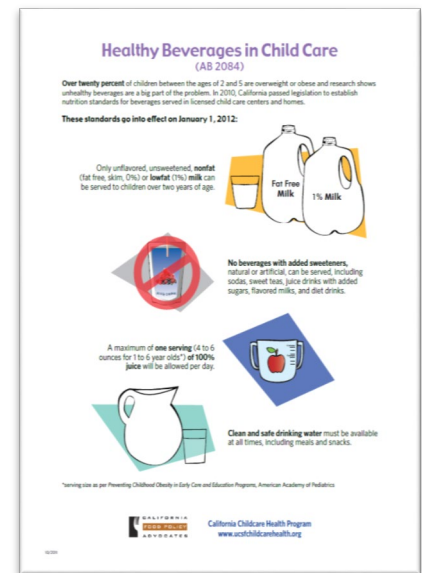 Healthy Beverages in Child Care
(AB 2084)
Over twenty percent of children between the ages of 2 and 5 are overweight or obese and research shows
unhealthy beverages are a big part of the problem. In 2010, California passed legislation to establish
nutrition standards for beverages served in licensed child care centers and homes.
These standards go into effect on January 1, 2012:
Only unflavored, unsweetened, nonfat
(fat free, skim, 0%) or lowfat (1%) milk can
be served to children over two years of age.
Fat Free
Milk
1% Milk
No beverages with added sweeteners,
natural or artificial, can be served, including
sodas, sweet teas, juice drinks with added
sugars, flavored milks, and diet drinks.
A maximum of one serving (4 to 6
ounces for 1 to 6 year olds*) of 100%
juice will be allowed per day.
Clean and safe drinking water must be available
at all times, including meals and snacks.
*serving size as per Preventing Childhood Obesity in Early Care and Education Programs, American Academy of Pediatrics
CALIFORNIA
FOOD POLICY
ADVOCATES
California Childcare Health Program
www.ucsfchildcarehealth.org